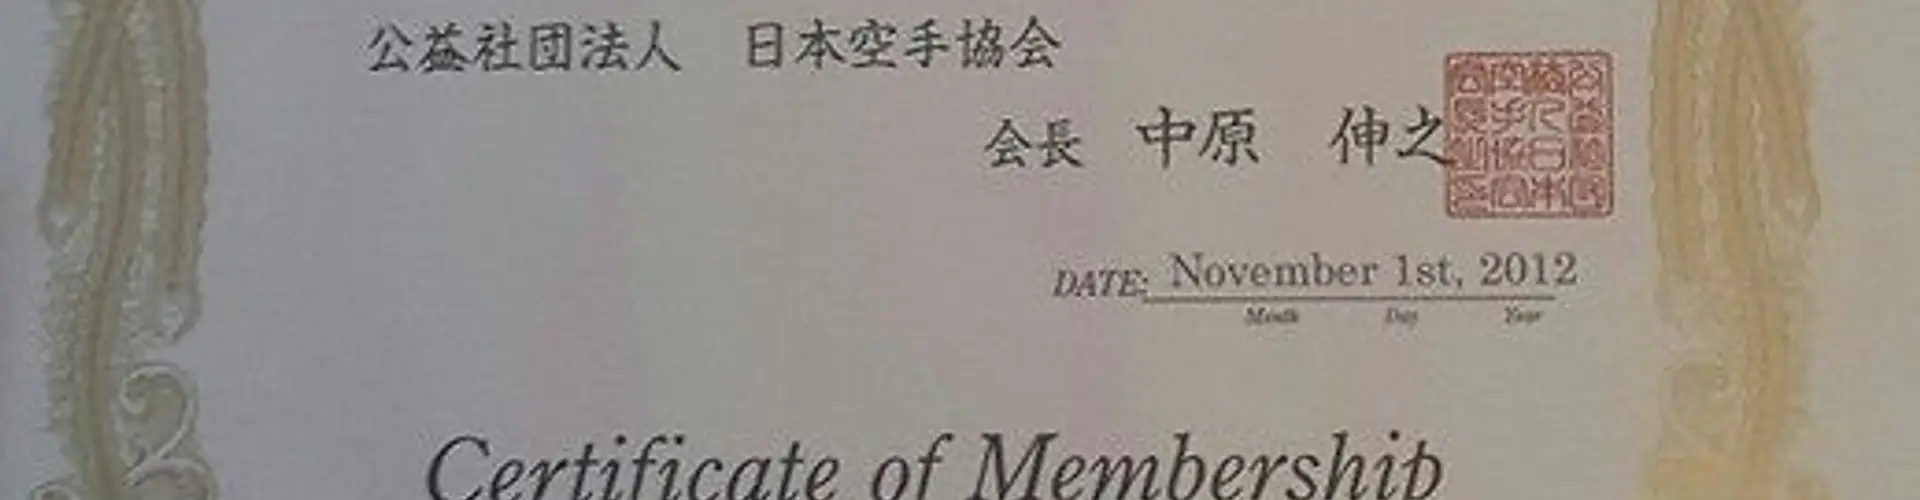 公益社団法人 日本空手協会
会長 中原 伸之
DATE: November 1st, 2012
Month Day Year
Certificate of Membership